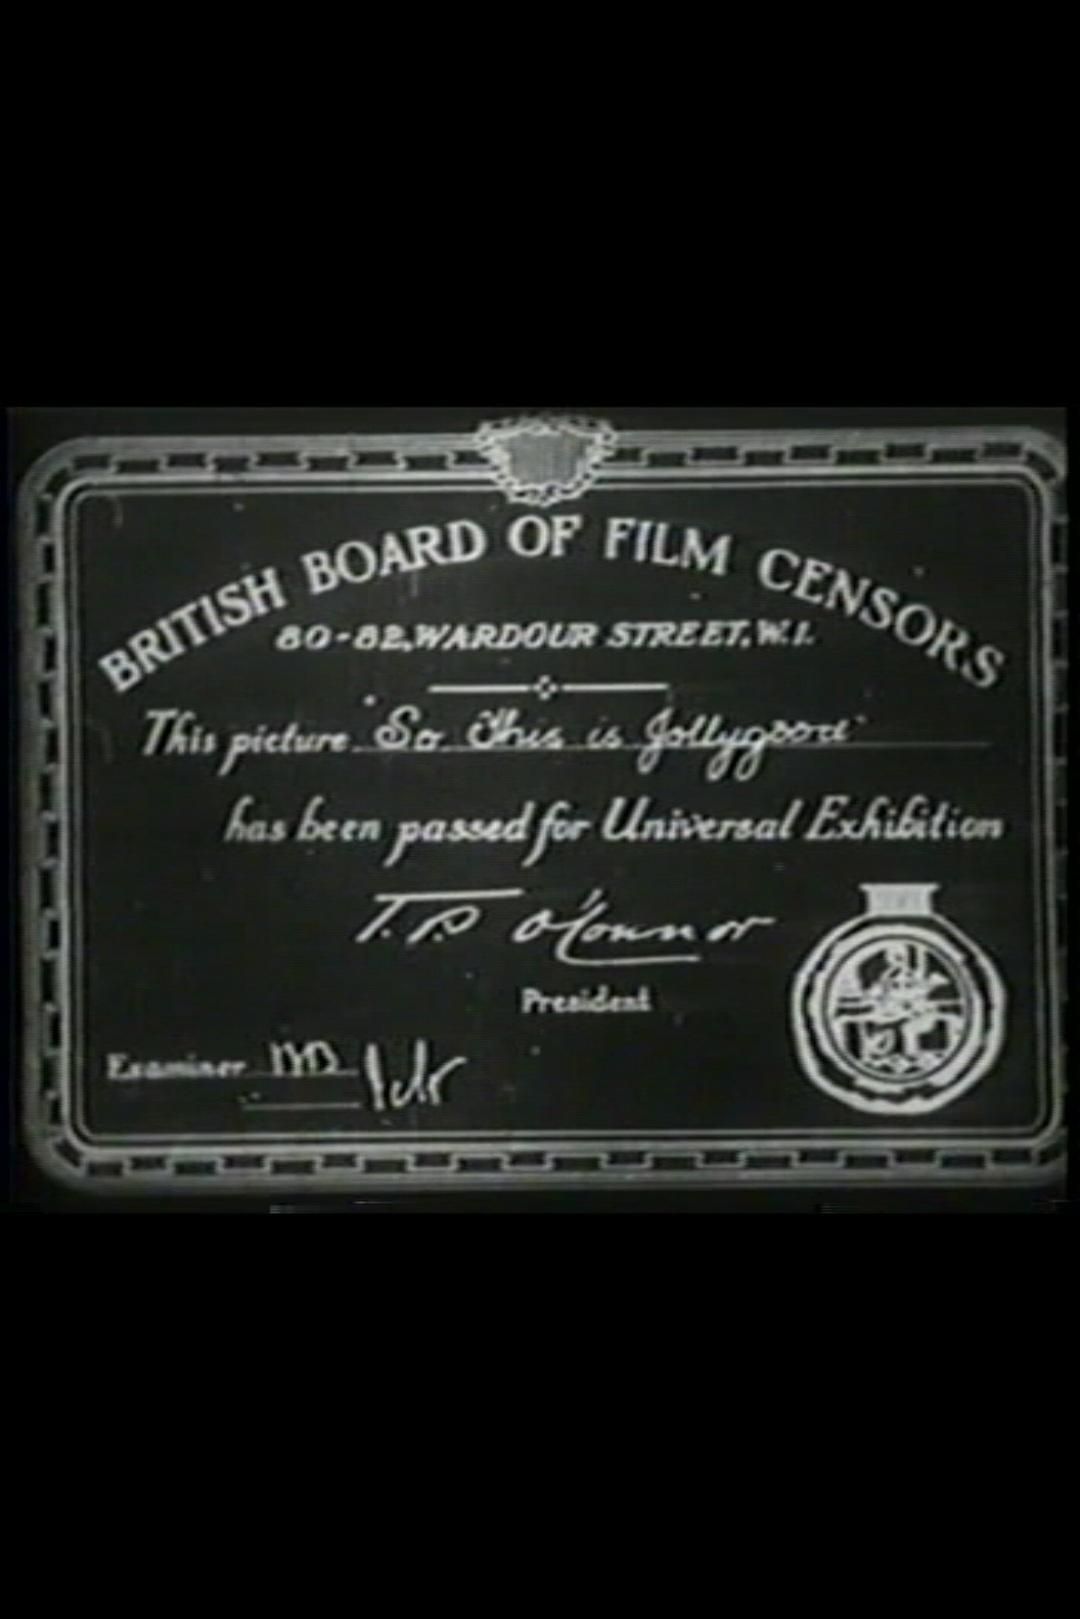 BRITISH BOARD OF FILM CENSORS
80-82, WARDOUR STREET, W.1.
This picture "So This is Jollygood"
has been passed for Universal Exhibition
T. P. O'Connor
President
Examiner